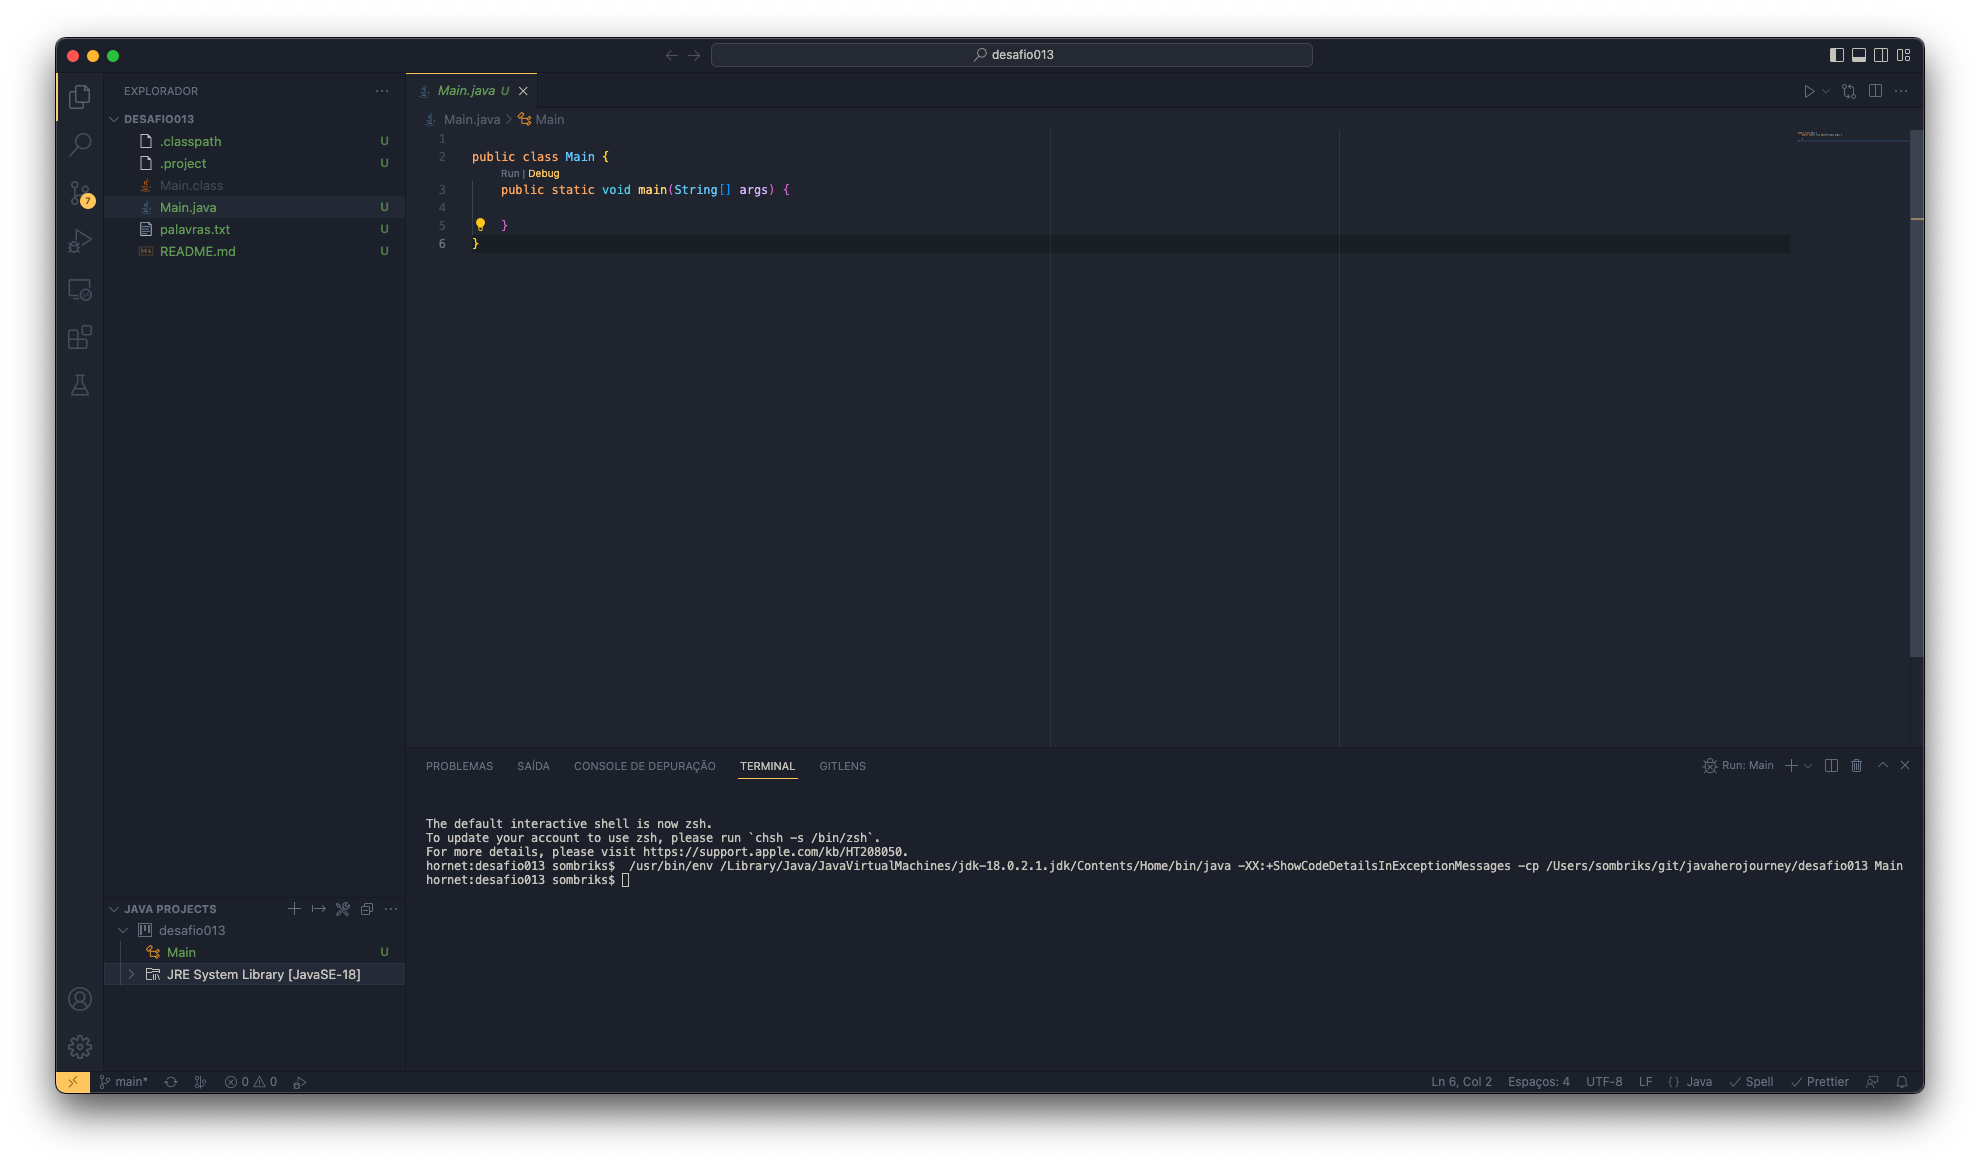 desafio013
EXPLORADOR
DESAFIO013
.classpath U
.project U
Main.class
Main.java U
palavras.txt U
README.md U
7
Main.java U
Main.java > Main
1
2 public class Main {
Run | Debug
3 public static void main(String[] args) {
4
5 }
6 }
PROBLEMAS SAÍDA CONSOLE DE DEPURAÇÃO TERMINAL GITLENS
Run: Main
The default interactive shell is now zsh.
To update your account to use zsh, please run `chsh -s /bin/zsh`.
For more details, please visit https://support.apple.com/kb/HT208050.
hornet:desafio013 sombriks$ /usr/bin/env /Library/Java/JavaVirtualMachines/jdk-18.0.2.1.jdk/Contents/Home/bin/java -XX:+ShowCodeDetailsInExceptionMessages -cp /Users/sombriks/git/javaherojourney/desafio013 Main
hornet:desafio013 sombriks$
JAVA PROJECTS
desafio013
Main U
JRE System Library [JavaSE-18]
main* 0 0 Ln 6, Col 2 Espaços: 4 UTF-8 LF {} Java Spell Prettier